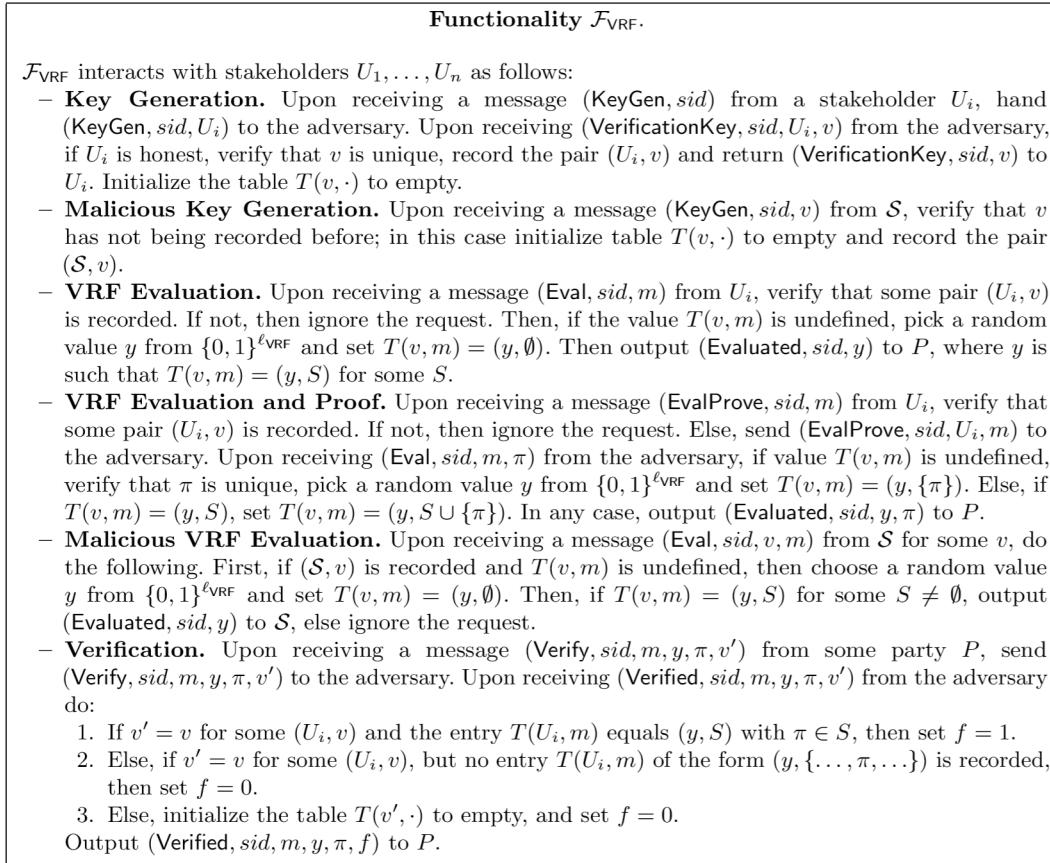 Functionality F_VRF.
F_VRF interacts with stakeholders U_1, . . . , U_n as follows:
– Key Generation. Upon receiving a message (KeyGen, sid) from a stakeholder U_i, hand
(KeyGen, sid, U_i) to the adversary. Upon receiving (VerificationKey, sid, U_i, v) from the adversary,
if U_i is honest, verify that v is unique, record the pair (U_i, v) and return (VerificationKey, sid, v) to
U_i. Initialize the table T(v, ·) to empty.
– Malicious Key Generation. Upon receiving a message (KeyGen, sid, v) from S, verify that v
has not being recorded before; in this case initialize table T(v, ·) to empty and record the pair
(S, v).
– VRF Evaluation. Upon receiving a message (Eval, sid, m) from U_i, verify that some pair (U_i, v)
is recorded. If not, then ignore the request. Then, if the value T(v, m) is undefined, pick a random
value y from {0, 1}^ℓ_VRF and set T(v, m) = (y, ∅). Then output (Evaluated, sid, y) to P, where y is
such that T(v, m) = (y, S) for some S.
– VRF Evaluation and Proof. Upon receiving a message (EvalProve, sid, m) from U_i, verify that
some pair (U_i, v) is recorded. If not, then ignore the request. Else, send (EvalProve, sid, U_i, m) to
the adversary. Upon receiving (Eval, sid, m, π) from the adversary, if value T(v, m) is undefined,
verify that π is unique, pick a random value y from {0, 1}^ℓ_VRF and set T(v, m) = (y, {π}). Else, if
T(v, m) = (y, S), set T(v, m) = (y, S ∪ {π}). In any case, output (Evaluated, sid, y, π) to P.
– Malicious VRF Evaluation. Upon receiving a message (Eval, sid, v, m) from S for some v, do
the following. First, if (S, v) is recorded and T(v, m) is undefined, then choose a random value
y from {0, 1}^ℓ_VRF and set T(v, m) = (y, ∅). Then, if T(v, m) = (y, S) for some S ≠ ∅, output
(Evaluated, sid, y) to S, else ignore the request.
– Verification. Upon receiving a message (Verify, sid, m, y, π, v′) from some party P, send
(Verify, sid, m, y, π, v′) to the adversary. Upon receiving (Verified, sid, m, y, π, v′) from the adversary
do:
1. If v′ = v for some (U_i, v) and the entry T(U_i, m) equals (y, S) with π ∈ S, then set f = 1.
2. Else, if v′ = v for some (U_i, v), but no entry T(U_i, m) of the form (y, {. . . , π, . . .}) is recorded,
then set f = 0.
3. Else, initialize the table T(v′, ·) to empty, and set f = 0.
Output (Verified, sid, m, y, π, f) to P.